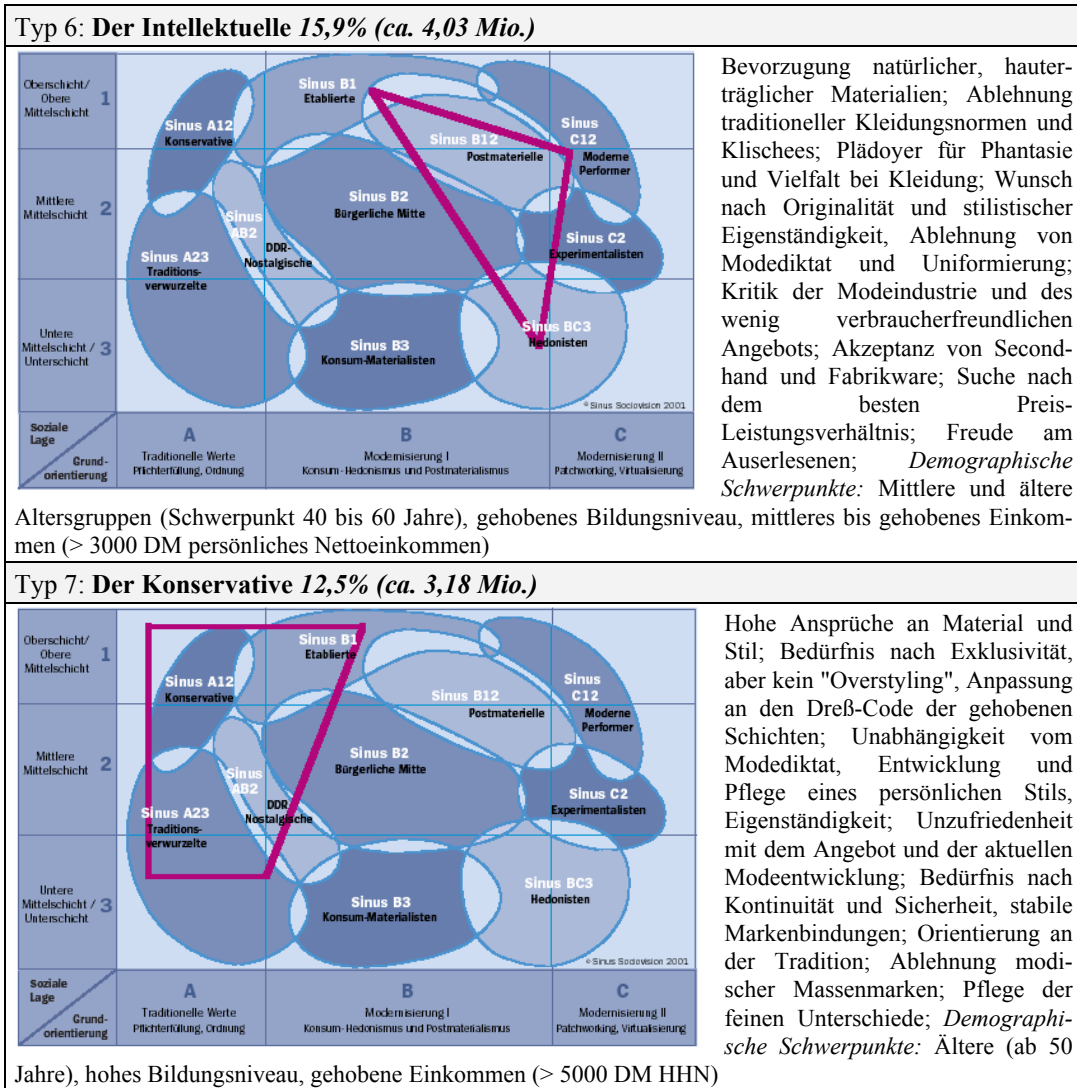 Typ 6: Der Intellektuelle 15,9% (ca. 4,03 Mio.)
Oberschicht/
Obere
Mittelschicht
1
Mittlere
Mittelschicht
2
Untere
Mittelschicht /
Unterschicht
3
Sinus B1
Etablierte
Sinus A12
Konservative
Sinus B12
Postmaterielle
Sinus
C12
Moderne
Performer
Sinus B2
Bürgerliche Mitte
Sinus
AB2
DDR-
Nostalgische
Sinus A23
Traditions-
verwurzelte
Sinus C2
Experimentalisten
Sinus B3
Konsum-Materialisten
Sinus BC3
Hedonisten
© Sinus Sociovision 2001
Soziale
Lage
Grund-
orientierung
A
Traditionelle Werte
Pflichterfüllung, Ordnung
B
Modernisierung I
Konsum-Hedonismus und Postmaterialismus
C
Modernisierung II
Patchworking, Virtualisierung
Bevorzugung natürlicher, hauter-
träglicher Materialien; Ablehnung
traditioneller Kleidungsnormen und
Klischees; Plädoyer für Phantasie
und Vielfalt bei Kleidung; Wunsch
nach Originalität und stilistischer
Eigenständigkeit, Ablehnung von
Modediktat und Uniformierung;
Kritik der Modeindustrie und des
wenig verbraucherfreundlichen
Angebots; Akzeptanz von Second-
hand und Fabrikware; Suche nach
dem besten Preis-
Leistungsverhältnis; Freude am
Auserlesenen; Demographische
Schwerpunkte: Mittlere und ältere
Altersgruppen (Schwerpunkt 40 bis 60 Jahre), gehobenes Bildungsniveau, mittleres bis gehobenes Einkom-
men (> 3000 DM persönliches Nettoeinkommen)
Typ 7: Der Konservative 12,5% (ca. 3,18 Mio.)
Oberschicht/
Obere
Mittelschicht
1
Mittlere
Mittelschicht
2
Untere
Mittelschicht /
Unterschicht
3
Sinus B1
Etablierte
Sinus A12
Konservative
Sinus B12
Postmaterielle
Sinus
C12
Moderne
Performer
Sinus B2
Bürgerliche Mitte
Sinus
AB2
DDR
Nostalgische
Sinus A23
Traditions-
verwurzelte
Sinus C2
Experimentalisten
Sinus B3
Konsum-Materialisten
Sinus BC3
Hedonisten
© Sinus Sociovision 2001
Soziale
Lage
Grund-
orientierung
A
Traditionelle Werte
Pflichterfüllung, Ordnung
B
Modernisierung I
Konsum-Hedonismus und Postmaterialismus
C
Modernisierung II
Patchworking, Virtualisierung
Hohe Ansprüche an Material und
Stil; Bedürfnis nach Exklusivität,
aber kein "Overstyling", Anpassung
an den Dreß-Code der gehobenen
Schichten; Unabhängigkeit vom
Modediktat, Entwicklung und
Pflege eines persönlichen Stils,
Eigenständigkeit; Unzufriedenheit
mit dem Angebot und der aktuellen
Modeentwicklung; Bedürfnis nach
Kontinuität und Sicherheit, stabile
Markenbindungen; Orientierung an
der Tradition; Ablehnung modi-
scher Massenmarken; Pflege der
feinen Unterschiede; Demographi-
sche Schwerpunkte: Ältere (ab 50
Jahre), hohes Bildungsniveau, gehobene Einkommen (> 5000 DM HHN)